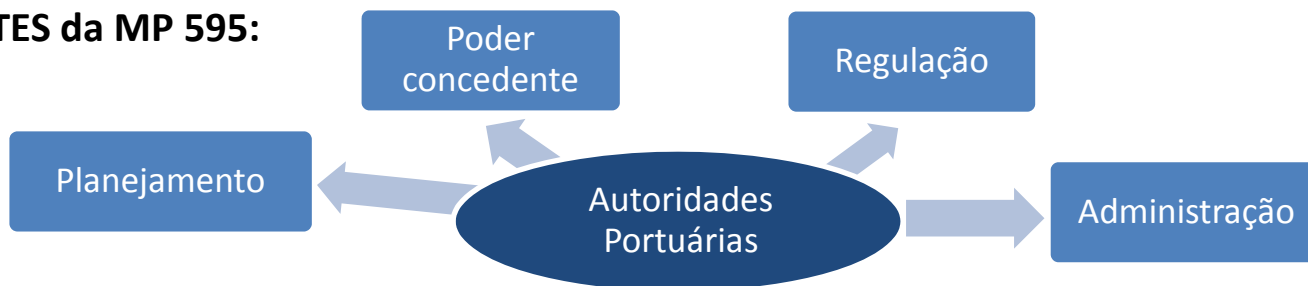 TES da MP 595:
Poder
concedente
Regulação
Planejamento
Autoridades
Portuárias
Administração